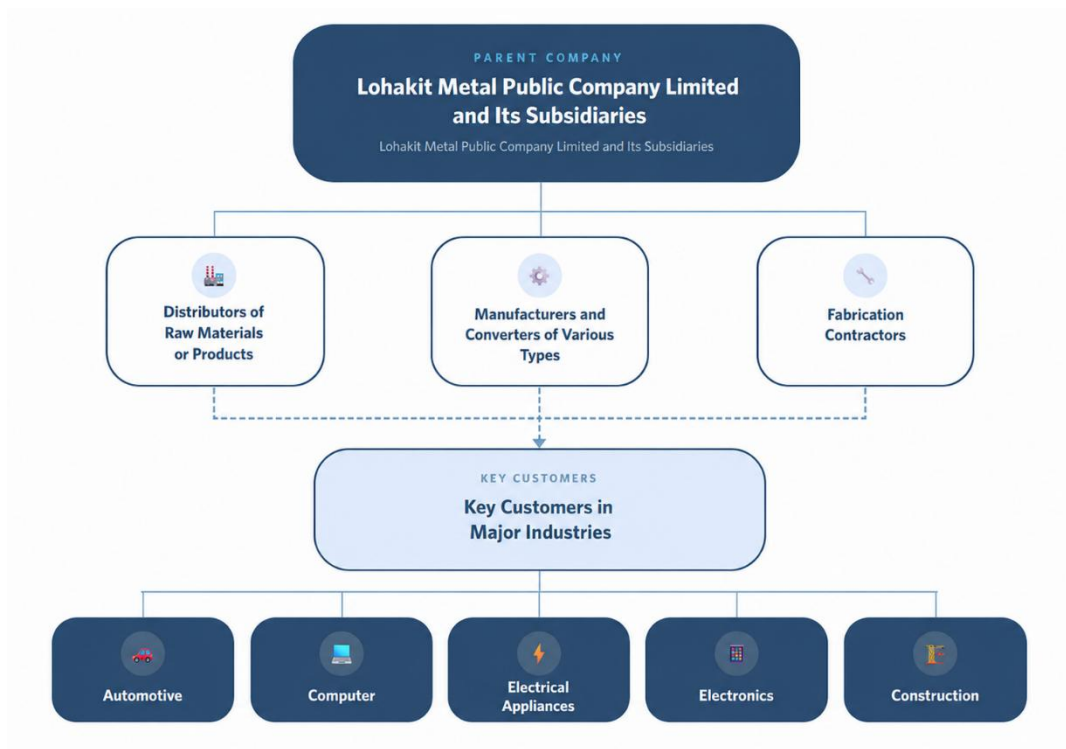 PARENT COMPANY
Lohakit Metal Public Company Limited
and Its Subsidiaries
Lohakit Metal Public Company Limited and Its Subsidiaries
Distributors of
Raw Materials
or Products
Manufacturers and
Converters of Various
Types
Fabrication
Contractors
KEY CUSTOMERS
Key Customers in
Major Industries
Automotive
Computer
Electrical
Appliances
Electronics
Construction